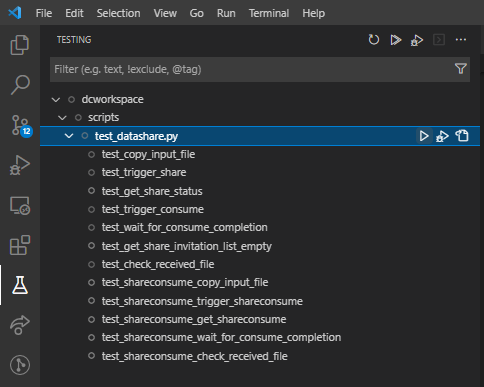 File Edit Selection View Go Run Terminal Help
TESTING
Filter (e.g. text, !exclude, @tag)
dcworkspace
scripts
test_datashare.py
test_copy_input_file
test_trigger_share
12
test_get_share_status
test_trigger_consume
test_wait_for_consume_completion
test_get_share_invitation_list_empty
test_check_received_file
test_shareconsume_copy_input_file
test_shareconsume_trigger_shareconsume
test_shareconsume_get_shareconsume
test_shareconsume_wait_for_consume_completion
test_shareconsume_check_received_file